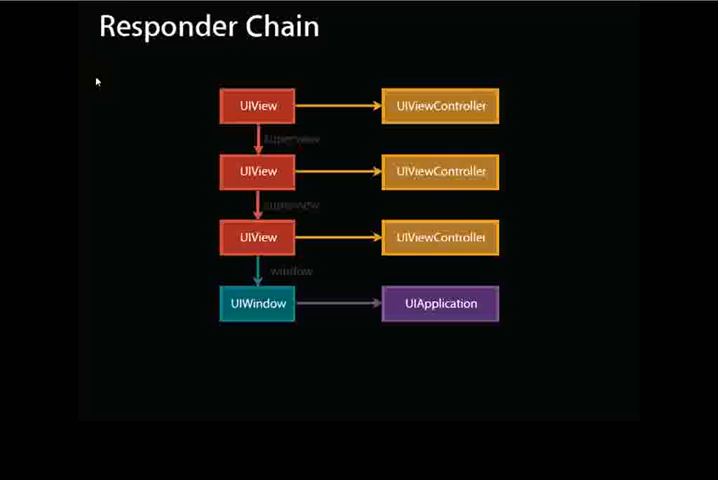 Responder Chain
UIView
UIViewController
superview
UIView
UIViewController
superview
UIView
UIViewController
window
UIWindow
UIApplication